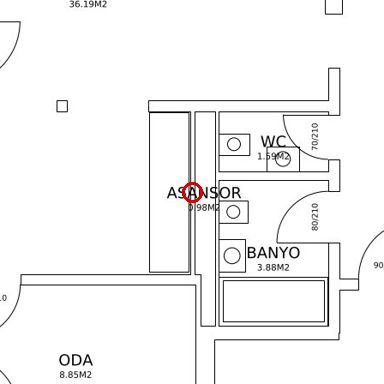 36.19M2
70/210
WC
1.59M2
ASANSOR
0.98M2
80/210
BANYO
3.88M2
90
.0
ODA
8.85M2